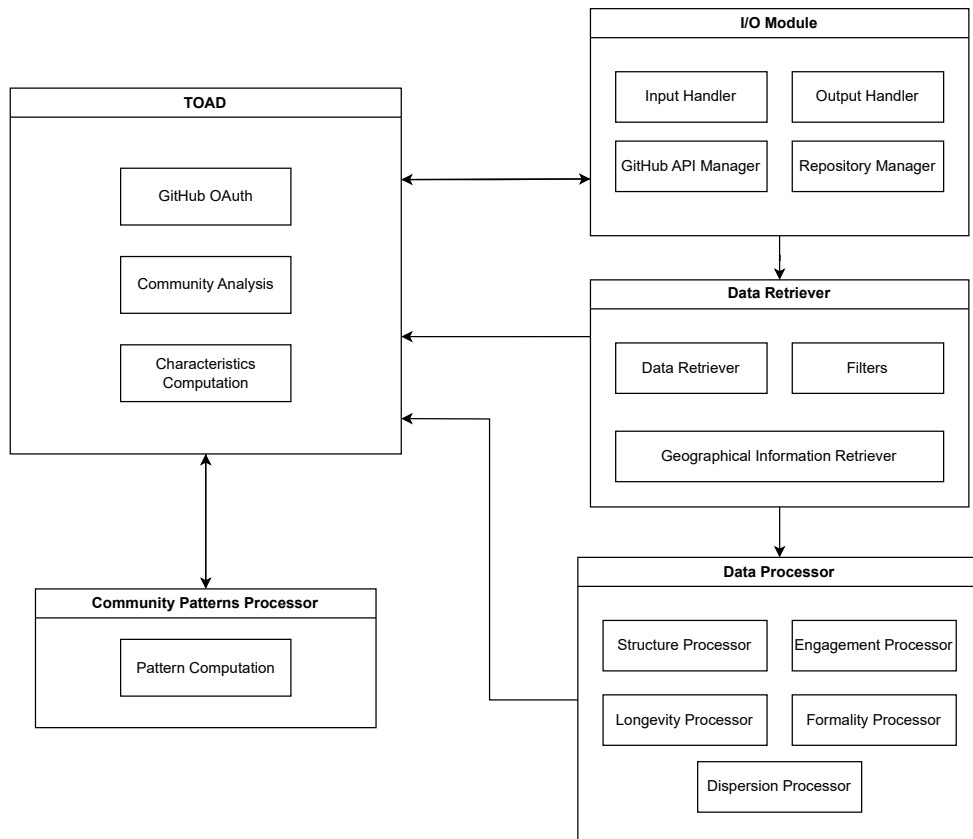 I/O Module
Input Handler
Output Handler
GitHub API Manager
Repository Manager
TOAD
GitHub OAuth
Community Analysis
Characteristics
Computation
Data Retriever
Data Retriever
Filters
Geographical Information Retriever
Community Patterns Processor
Pattern Computation
Data Processor
Structure Processor
Engagement Processor
Longevity Processor
Formality Processor
Dispersion Processor